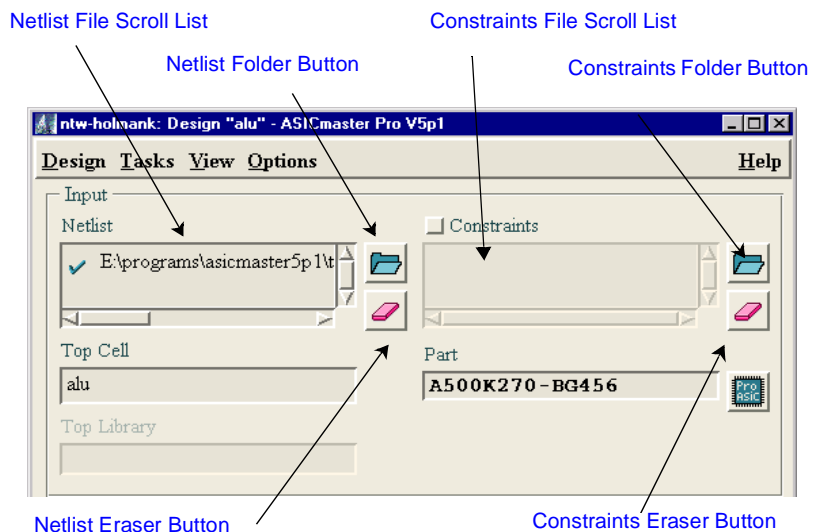 Netlist File Scroll List
Constraints File Scroll List
Netlist Folder Button
Constraints Folder Button
ntw-holmank: Design "alu" - ASICmaster Pro V5p1
Design Tasks View Options Help
Input
Netlist
Constraints
E:\programs\asicmaster5p1\t
Top Cell
Part
alu
A500K270-BG456
Pro
ASIC
Top Library
Netlist Eraser Button
Constraints Eraser Button